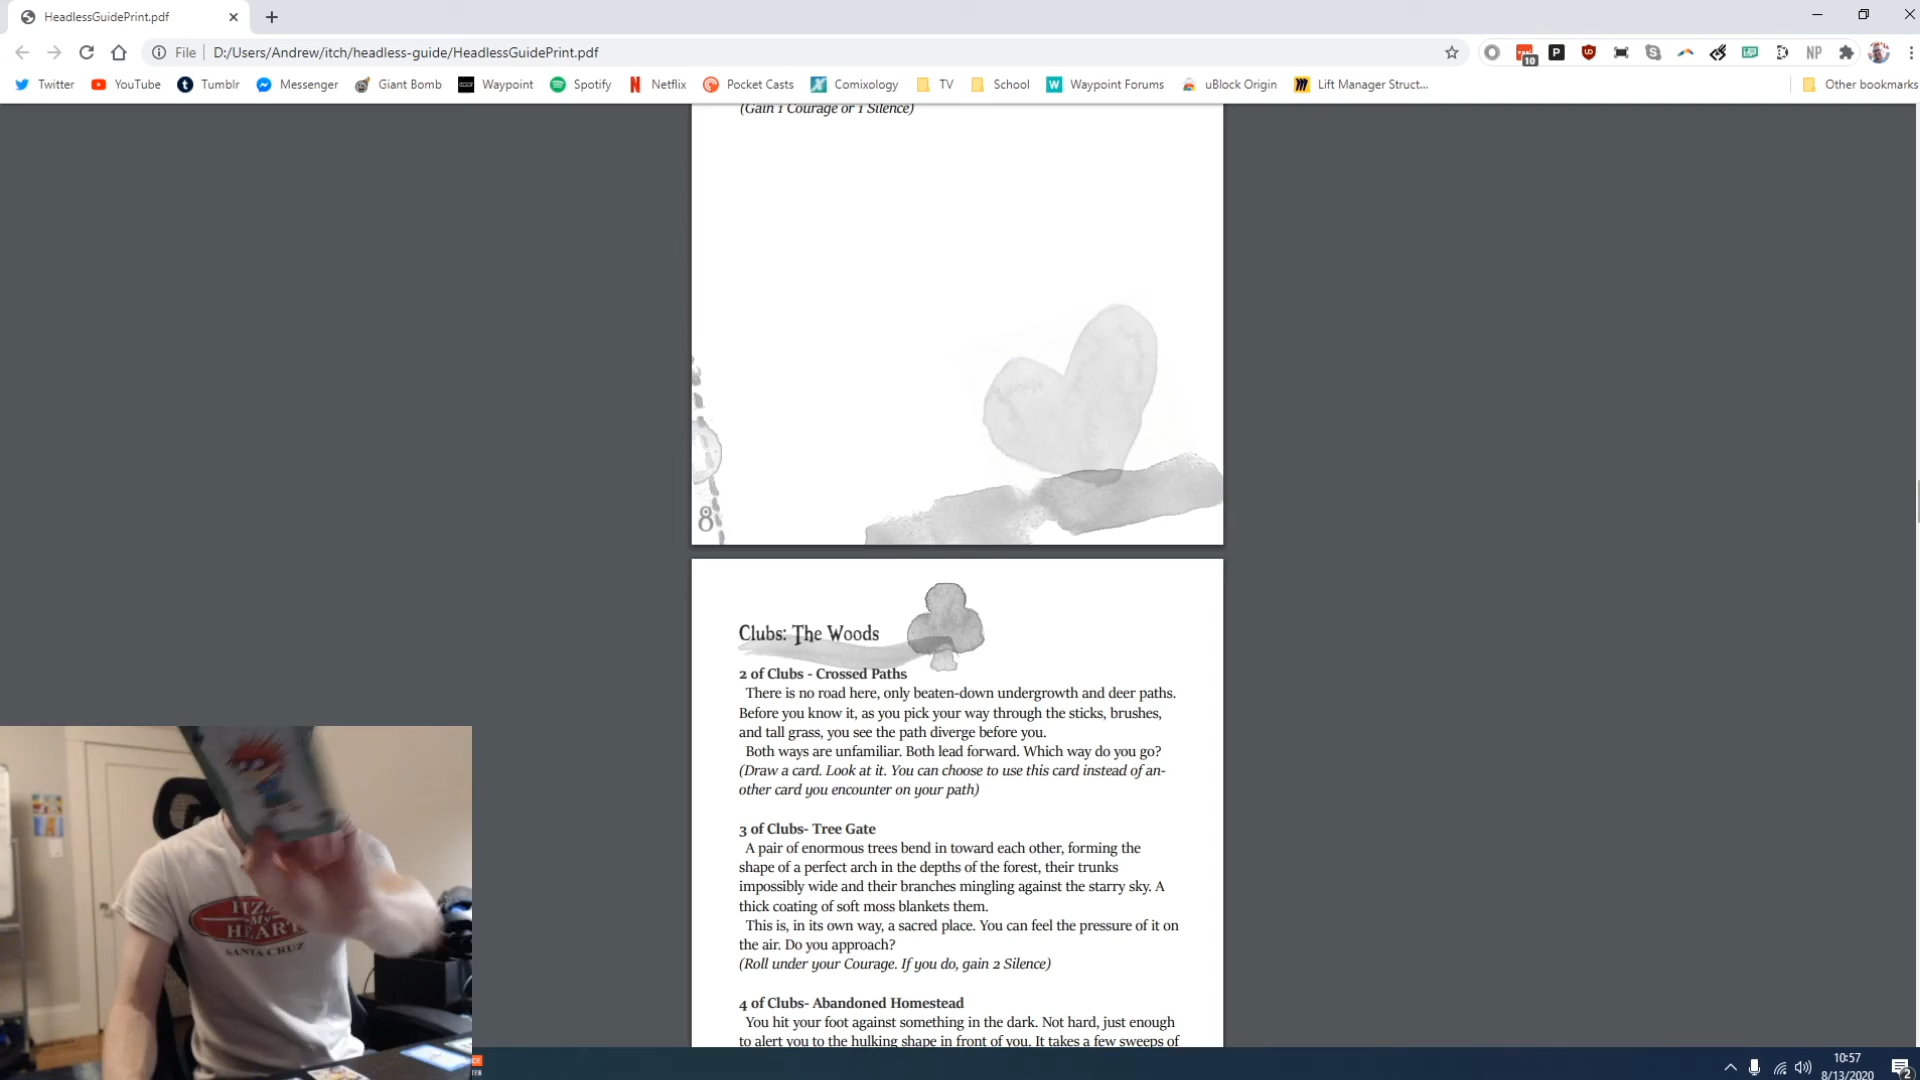 HeadlessGuidePrint.pdf
File
D:/Users/Andrew/itch/headless-guide/HeadlessGuidePrint.pdf
10
NP
Twitter
YouTube
Tumblr
Messenger
Giant Bomb
Waypoint
Spotify
Netflix
Pocket Casts
Comixology
TV
School
Waypoint Forums
uBlock Origin
Lift Manager Struct...
Other bookmarks
(Gain 1 Courage or 1 Silence)
8
Clubs: The Woods
2 of Clubs - Crossed Paths
There is no road here, only beaten-down undergrowth and deer paths.
Before you know it, as you pick your way through the sticks, brushes,
and tall grass, you see the path diverge before you.
Both ways are unfamiliar. Both lead forward. Which way do you go?
(Draw a card. Look at it. You can choose to use this card instead of an-
other card you encounter on your path)
3 of Clubs- Tree Gate
A pair of enormous trees bend in toward each other, forming the
shape of a perfect arch in the depths of the forest, their trunks
impossibly wide and their branches mingling against the starry sky. A
thick coating of soft moss blankets them.
This is, in its own way, a sacred place. You can feel the pressure of it on
the air. Do you approach?
(Roll under your Courage. If you do, gain 2 Silence)
4 of Clubs- Abandoned Homestead
You hit your foot against something in the dark. Not hard, just enough
to alert you to the hulking shape in front of you. It takes a few sweeps of
My
HEART
SANTA CRUZ
10:57
8/13/2020
2